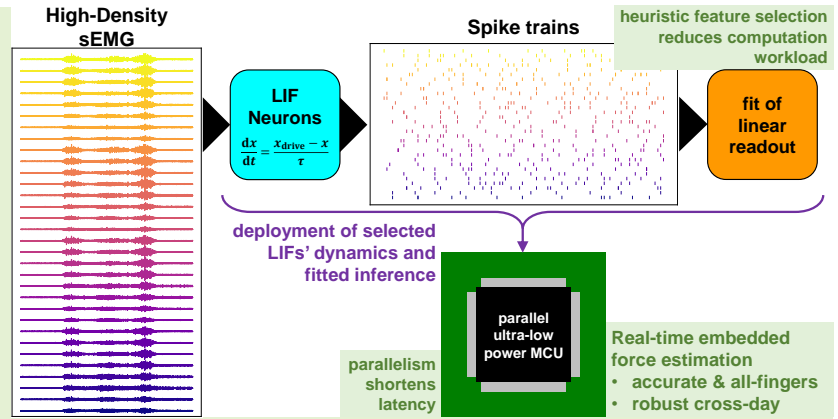 High-Density
sEMG
LIF
Neurons
dx/dt = (x_drive − x)/τ
Spike trains
heuristic feature selection
reduces computation
workload
fit of
linear
readout
deployment of selected
LIFs' dynamics and
fitted inference
parallel
ultra-low
power MCU
parallelism
shortens
latency
Real-time embedded
force estimation
• accurate & all-fingers
• robust cross-day